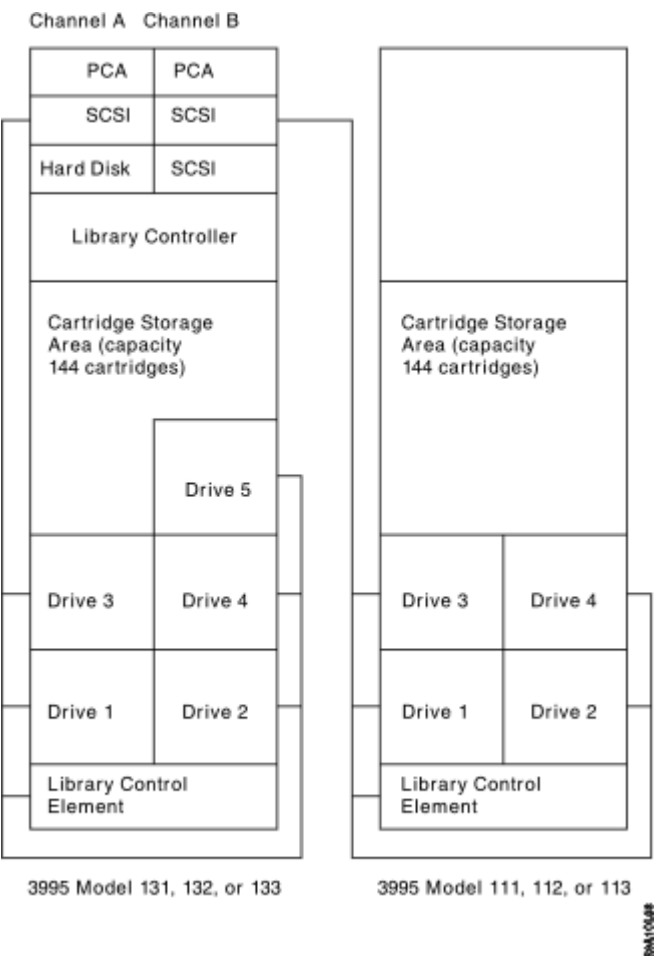 Channel A Channel B
PCA PCA
SCSI SCSI
Hard Disk SCSI
Library Controller
Cartridge Storage
Area (capacity
144 cartridges)
Drive 5
Drive 3 Drive 4
Drive 1 Drive 2
Library Control
Element
3995 Model 131, 132, or 133
Cartridge Storage
Area (capacity
144 cartridges)
Drive 3 Drive 4
Drive 1 Drive 2
Library Control
Element
3995 Model 111, 112, or 113